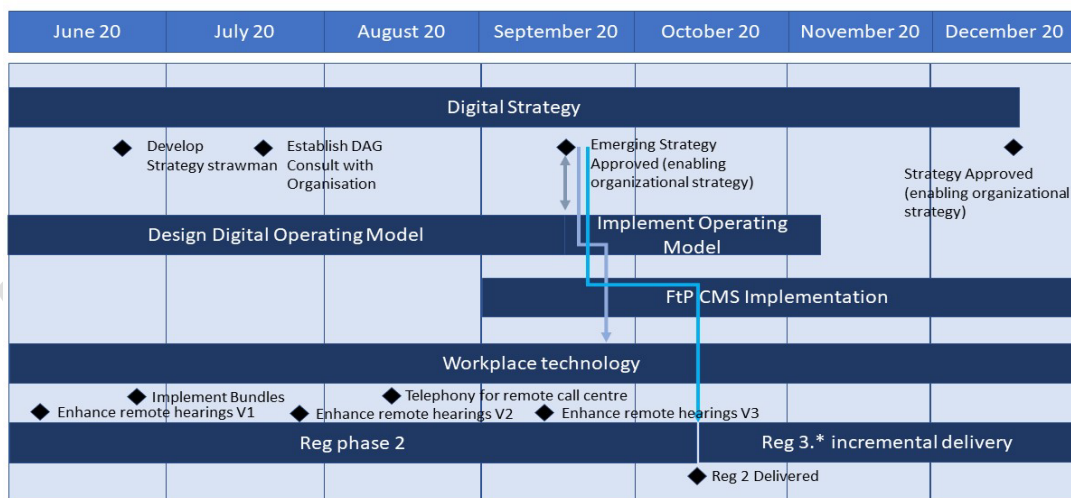 June 20
July 20
August 20
September 20
October 20
November 20
December 20
Digital Strategy
Develop
Strategy strawman
Establish DAG
Consult with
Organisation
Emerging Strategy
Approved (enabling
organizational strategy)
Strategy Approved
(enabling organizational
strategy)
Design Digital Operating Model
Implement Operating
Model
FtP CMS Implementation
Workplace technology
Implement Bundles
Telephony for remote call centre
Enhance remote hearings V1
Enhance remote hearings V2
Enhance remote hearings V3
Reg phase 2
Reg 3.* incremental delivery
Reg 2 Delivered